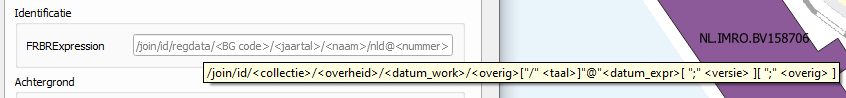 Identificatie
FRBRExpression
/join/id/regdata/<BG code>/<jaartal>/<naam>/nld@<nummer>
NL.IMRO.BV158706
/join/id/<collectie>/<overheid>/<datum_work>/<overig>["/" <taal>]"@"<datum_expr>[ ";" <versie> ][ ";" <overig> ]
Achtergrond